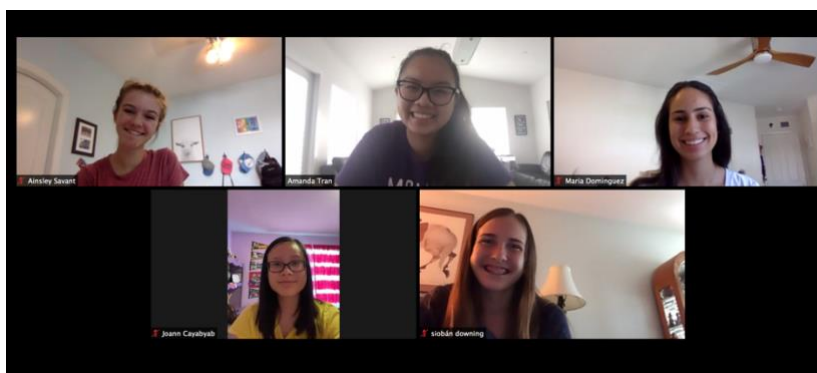 Ainsley Savant
Amanda Tran
Maria Dominguez
Joann Cayabyab
siobán downing